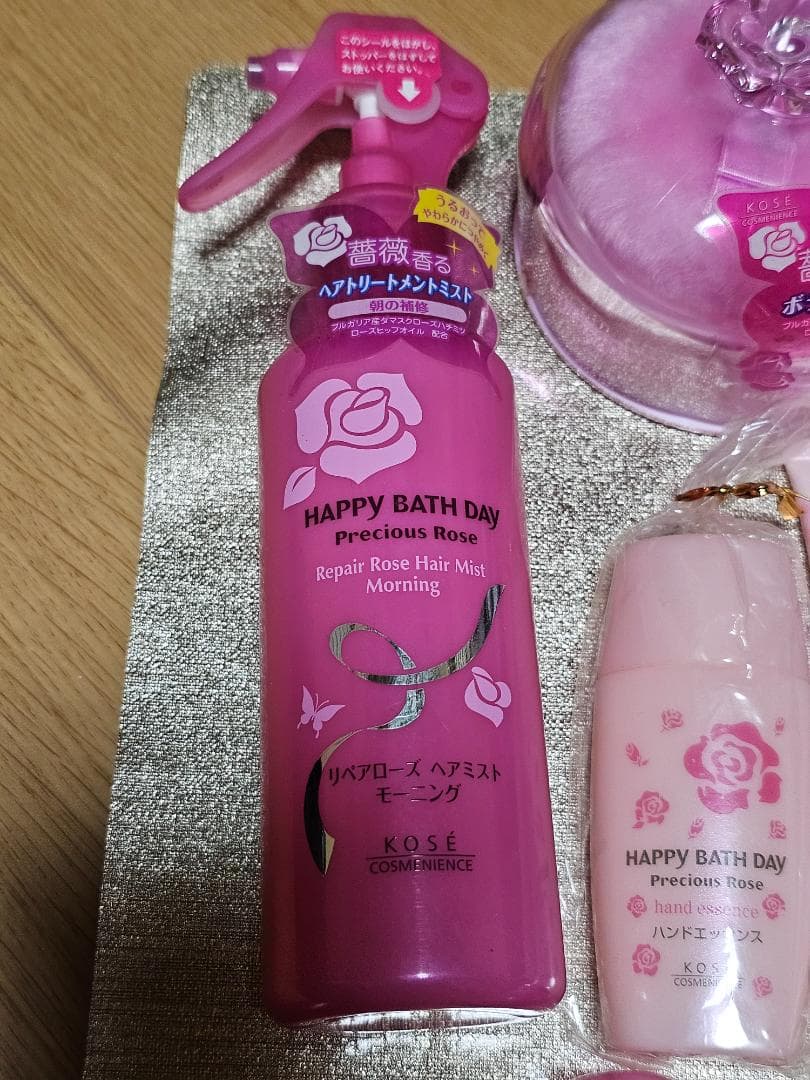 このシールをはがし、
ストッパーをはずして
お使いください。
うるおって
薔薇香る
ヘアトリートメントミスト
朝の補修
ブルガリア産ダマスクローズハチミツ
ローズヒップオイル 配合
HAPPY BATH DAY
Precious Rose
Repair Rose Hair Mist
Morning
リペアローズ ヘアミスト
モーニング
KOSÉ
COSMENIENCE
KOSÉ
COSMENIENCE
HAPPY BATH DAY
Precious Rose
hand essence
ハンドエッセンス
KOSÉ